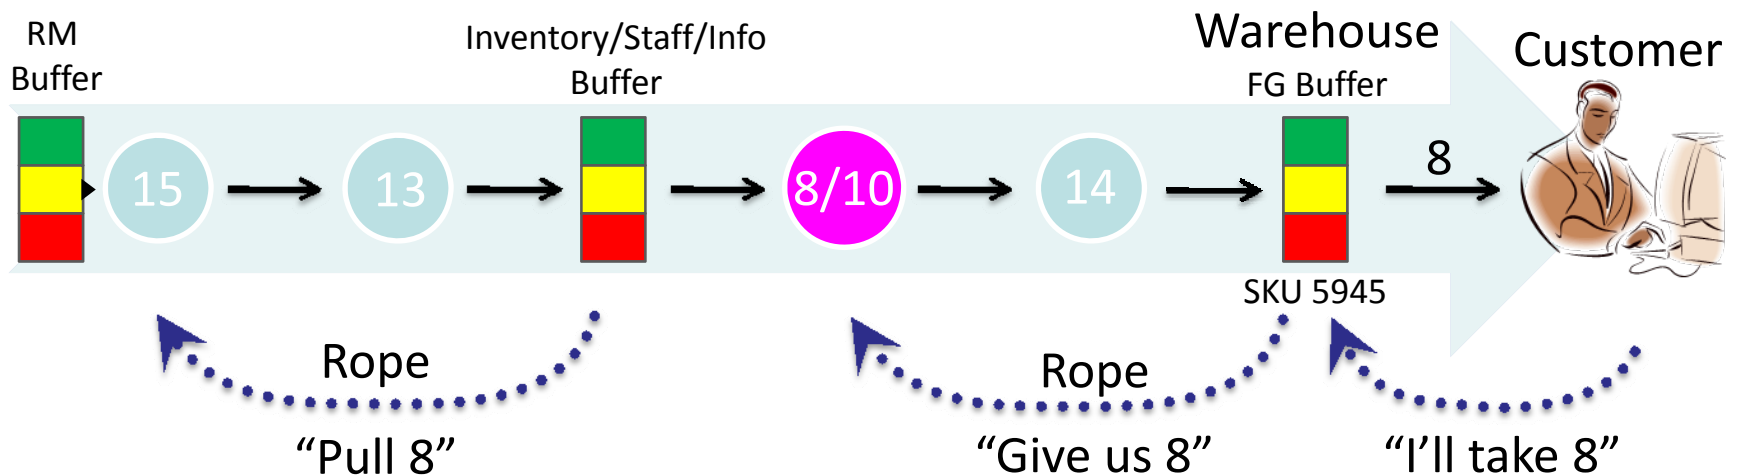 RM
Buffer
Inventory/Staff/Info
Buffer
Warehouse
FG Buffer
Customer
15
13
8/10
14
8
SKU 5945
Rope
"Pull 8"
Rope
"Give us 8"
"I'll take 8"